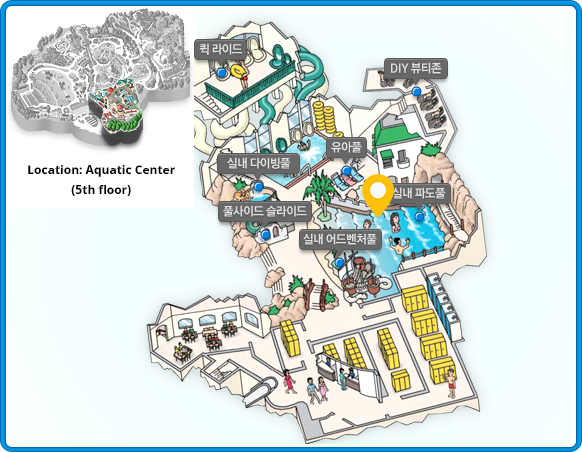 퀵 라이드
DIY 뷰티존
유아풀
실내 다이빙풀
Location: Aquatic Center
(5th floor)
실내 파도풀
풀사이드 슬라이드
실내 어드벤처풀